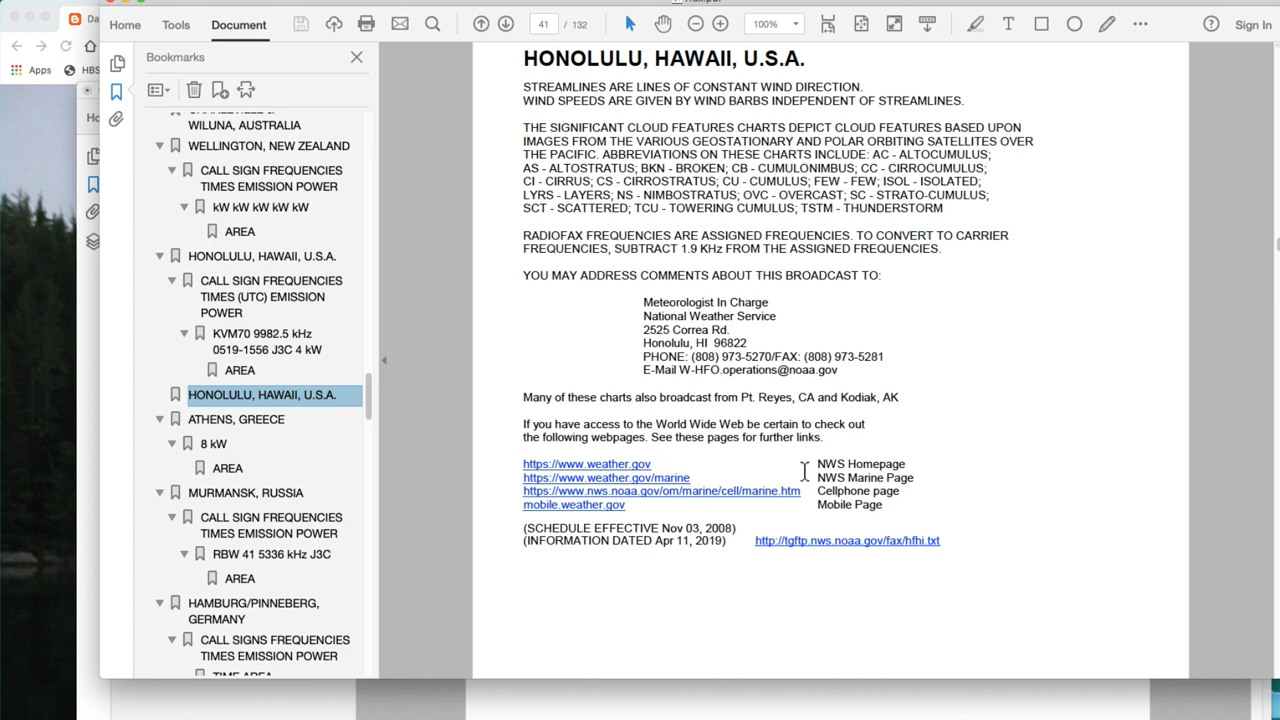 Home
Tools
Document
41 / 132
100%
Sign In
Apps
HBS
Bookmarks
WILUNA, AUSTRALIA
WELLINGTON, NEW ZEALAND
CALL SIGN FREQUENCIES
TIMES EMISSION POWER
kW kW kW kW kW
AREA
HONOLULU, HAWAII, U.S.A.
CALL SIGN FREQUENCIES
TIMES (UTC) EMISSION
POWER
KVM70 9982.5 kHz
0519-1556 J3C 4 kW
AREA
HONOLULU, HAWAII, U.S.A.
ATHENS, GREECE
8 kW
AREA
MURMANSK, RUSSIA
CALL SIGN FREQUENCIES
TIMES EMISSION POWER
RBW 41 5336 kHz J3C
AREA
HAMBURG/PINNEBERG,
GERMANY
CALL SIGNS FREQUENCIES
TIMES EMISSION POWER
TIME AREA
HONOLULU, HAWAII, U.S.A.
STREAMLINES ARE LINES OF CONSTANT WIND DIRECTION.
WIND SPEEDS ARE GIVEN BY WIND BARBS INDEPENDENT OF STREAMLINES.
THE SIGNIFICANT CLOUD FEATURES CHARTS DEPICT CLOUD FEATURES BASED UPON
IMAGES FROM THE VARIOUS GEOSTATIONARY AND POLAR ORBITING SATELLITES OVER
THE PACIFIC. ABBREVIATIONS ON THESE CHARTS INCLUDE: AC - ALTOCUMULUS;
AS - ALTOSTRATUS; BKN - BROKEN; CB - CUMULONIMBUS; CC - CIRROCUMULUS;
CI - CIRRUS; CS - CIRROSTRATUS; CU - CUMULUS; FEW - FEW; ISOL - ISOLATED;
LYRS - LAYERS; NS - NIMBOSTRATUS; OVC - OVERCAST; SC - STRATO-CUMULUS;
SCT - SCATTERED; TCU - TOWERING CUMULUS; TSTM - THUNDERSTORM
RADIOFAX FREQUENCIES ARE ASSIGNED FREQUENCIES. TO CONVERT TO CARRIER
FREQUENCIES, SUBTRACT 1.9 KHz FROM THE ASSIGNED FREQUENCIES.
YOU MAY ADDRESS COMMENTS ABOUT THIS BROADCAST TO:
Meteorologist In Charge
National Weather Service
2525 Correa Rd.
Honolulu, HI 96822
PHONE: (808) 973-5270/FAX: (808) 973-5281
E-Mail W-HFO.operations@noaa.gov
Many of these charts also broadcast from Pt. Reyes, CA and Kodiak, AK
If you have access to the World Wide Web be certain to check out
the following webpages. See these pages for further links.
https://www.weather.gov NWS Homepage
https://www.weather.gov/marine NWS Marine Page
https://www.nws.noaa.gov/om/marine/cell/marine.htm Cellphone page
mobile.weather.gov Mobile Page
(SCHEDULE EFFECTIVE Nov 03, 2008)
(INFORMATION DATED Apr 11, 2019) http://tgftp.nws.noaa.gov/fax/hfhi.txt